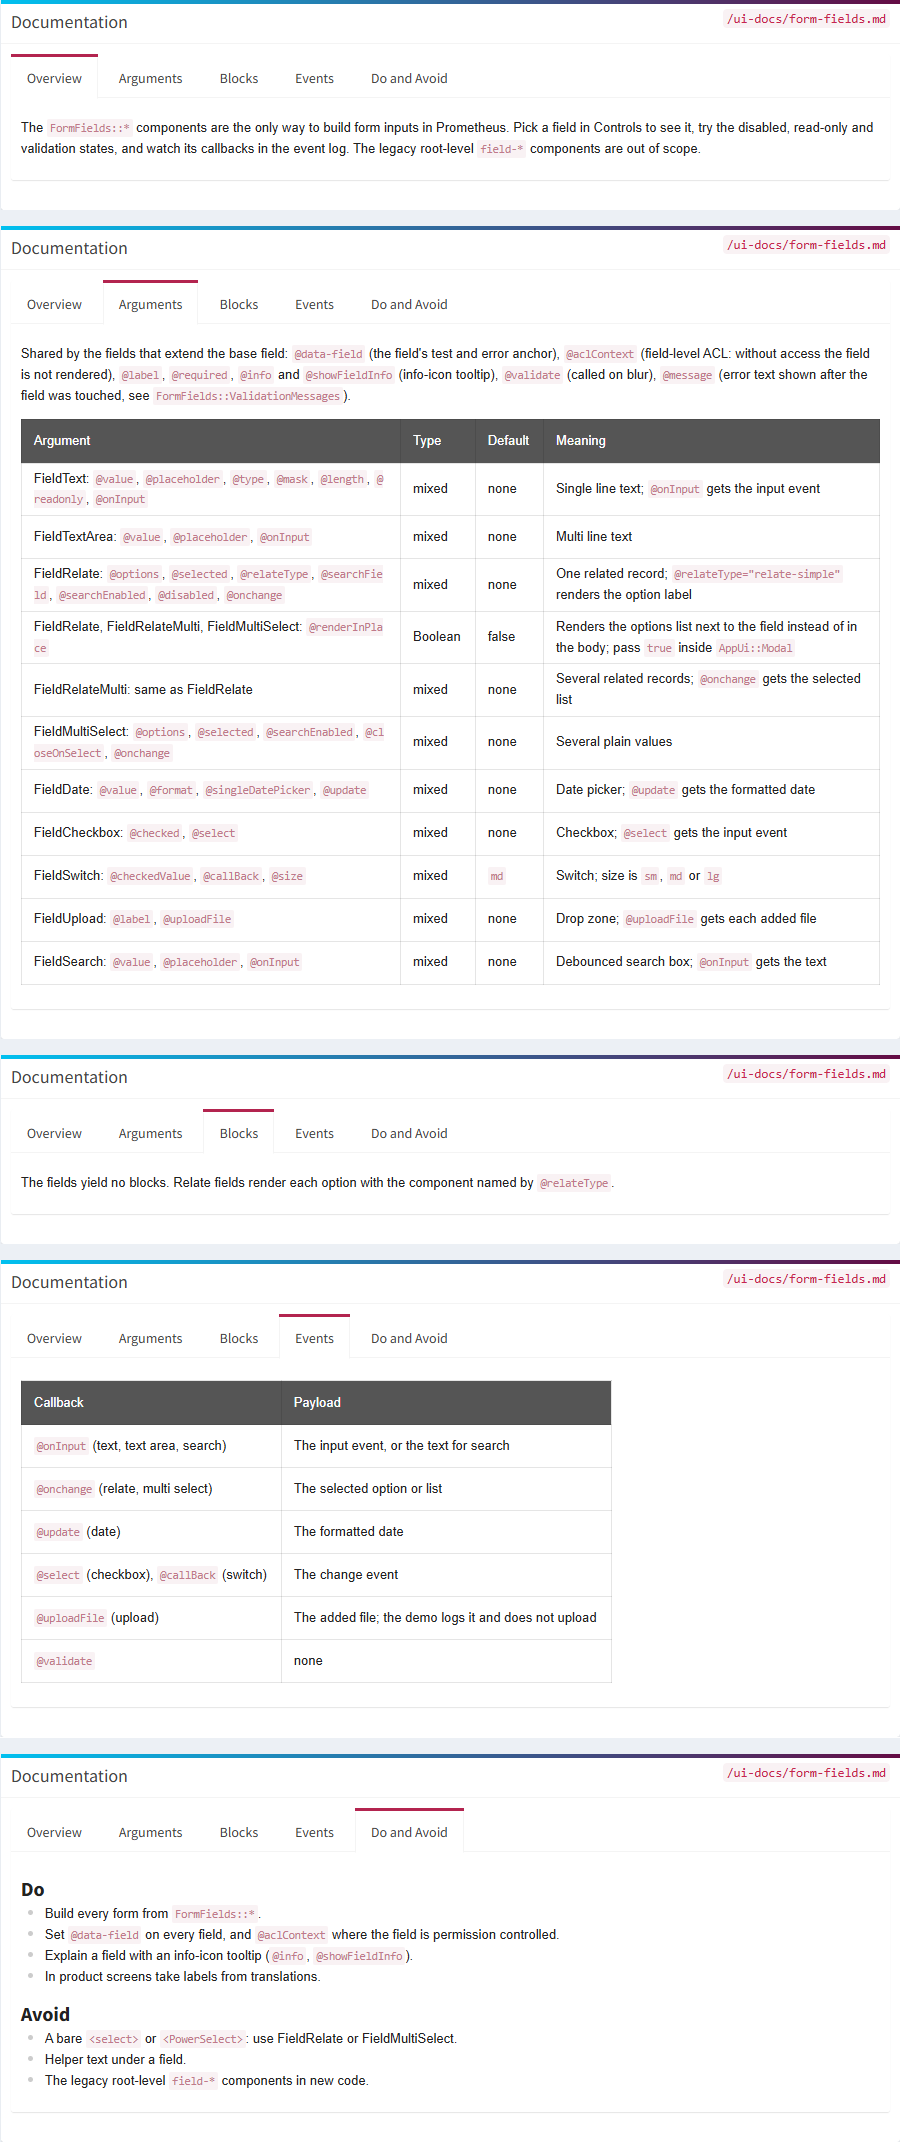 Documentation
/ui-docs/form-fields.md
Overview Arguments Blocks Events Do and Avoid
The FormFields::* components are the only way to build form inputs in Prometheus. Pick a field in Controls to see it, try the disabled, read-only and
validation states, and watch its callbacks in the event log. The legacy root-level field-* components are out of scope.
Documentation
/ui-docs/form-fields.md
Overview Arguments Blocks Events Do and Avoid
Shared by the fields that extend the base field: @data-field (the field's test and error anchor), @aclContext (field-level ACL: without access the field
is not rendered), @label, @required, @info and @showFieldInfo (info-icon tooltip), @validate (called on blur), @message (error text shown after the
field was touched, see FormFields::ValidationMessages).
Argument Type Default Meaning
FieldText: @value, @placeholder, @type, @mask, @length, @
readonly, @onInput
mixed none Single line text; @onInput gets the input event
FieldTextArea: @value, @placeholder, @onInput mixed none Multi line text
FieldRelate: @options, @selected, @relateType, @searchFie
ld, @searchEnabled, @disabled, @onchange
mixed none One related record; @relateType="relate-simple"
renders the option label
FieldRelate, FieldRelateMulti, FieldMultiSelect: @renderInPla
ce
Boolean false Renders the options list next to the field instead of in
the body; pass true inside AppUi::Modal
FieldRelateMulti: same as FieldRelate mixed none Several related records; @onchange gets the selected
list
FieldMultiSelect: @options, @selected, @searchEnabled, @cl
oseOnSelect, @onchange
mixed none Several plain values
FieldDate: @value, @format, @singleDatePicker, @update mixed none Date picker; @update gets the formatted date
FieldCheckbox: @checked, @select mixed none Checkbox; @select gets the input event
FieldSwitch: @checkedValue, @callBack, @size mixed md Switch; size is sm, md or lg
FieldUpload: @label, @uploadFile mixed none Drop zone; @uploadFile gets each added file
FieldSearch: @value, @placeholder, @onInput mixed none Debounced search box; @onInput gets the text
Documentation
/ui-docs/form-fields.md
Overview Arguments Blocks Events Do and Avoid
The fields yield no blocks. Relate fields render each option with the component named by @relateType.
Documentation
/ui-docs/form-fields.md
Overview Arguments Blocks Events Do and Avoid
Callback Payload
@onInput (text, text area, search) The input event, or the text for search
@onchange (relate, multi select) The selected option or list
@update (date) The formatted date
@select (checkbox), @callBack (switch) The change event
@uploadFile (upload) The added file; the demo logs it and does not upload
@validate none
Documentation
/ui-docs/form-fields.md
Overview Arguments Blocks Events Do and Avoid
Do
Build every form from FormFields::*.
Set @data-field on every field, and @aclContext where the field is permission controlled.
Explain a field with an info-icon tooltip (@info, @showFieldInfo).
In product screens take labels from translations.
Avoid
A bare <select> or <PowerSelect>: use FieldRelate or FieldMultiSelect.
Helper text under a field.
The legacy root-level field-* components in new code.